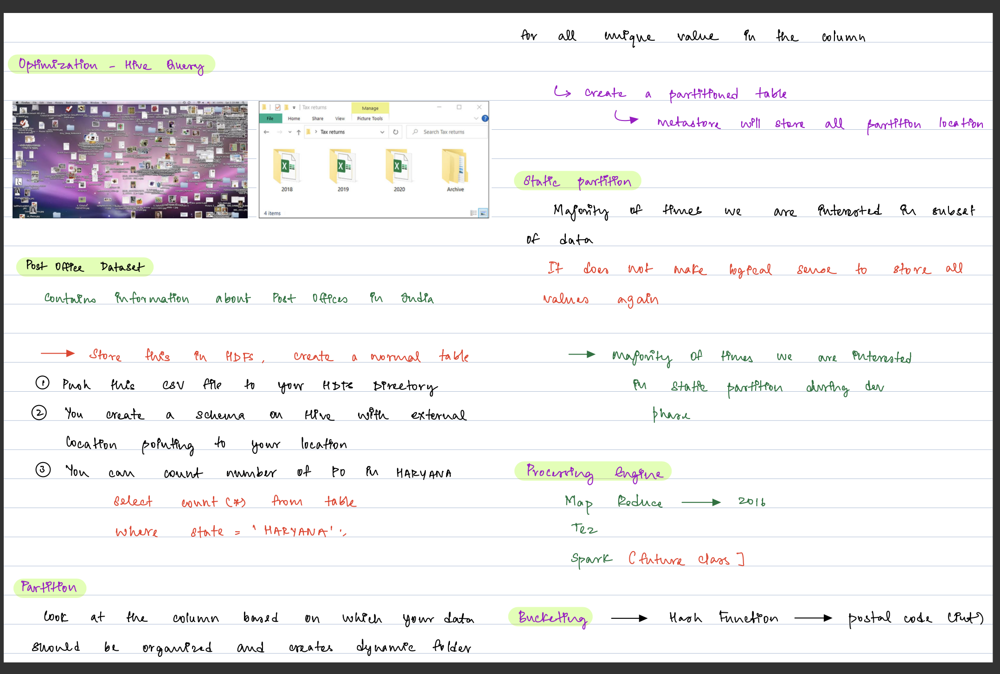 Optimization - Hive Query
Tax returns
Manage
File Home Share View Picture Tools
Tax returns
Search Tax returns
2018 2019 2020 Archive
4 items
Post Office Dataset
contains information about Post Offices in India
Store this in HDFS, create a normal table
① Push this csv file to your HDFS Directory
② You create a schema on Hive with external
location pointing to your location
③ You can count number of PO in HARYANA
select count(*) from table
where state = 'HARYANA';
Partition
look at the column based on which your data
should be organized and creates dynamic folder
for all unique value in the column
create a partitioned table
metastore will store all partition location
Static partition
Majority of times we are interested in subset
of data
It does not make logical sense to store all
values again
majority of times we are interested
in static partition during dev
phase
Processing Engine
Map Reduce → 2016
Tez
Spark [future class]
Bucketing → Hash Function → postal code (int)